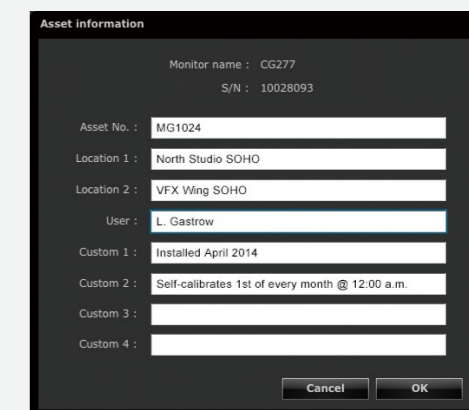 Asset information
Monitor name : CG277
S/N : 10028093
Asset No. : MG1024
Location 1 : North Studio SOHO
Location 2 : VFX Wing SOHO
User : L. Gastrow
Custom 1 : Installed April 2014
Custom 2 : Self-calibrates 1st of every month @ 12:00 a.m.
Custom 3 :
Custom 4 :
Cancel OK